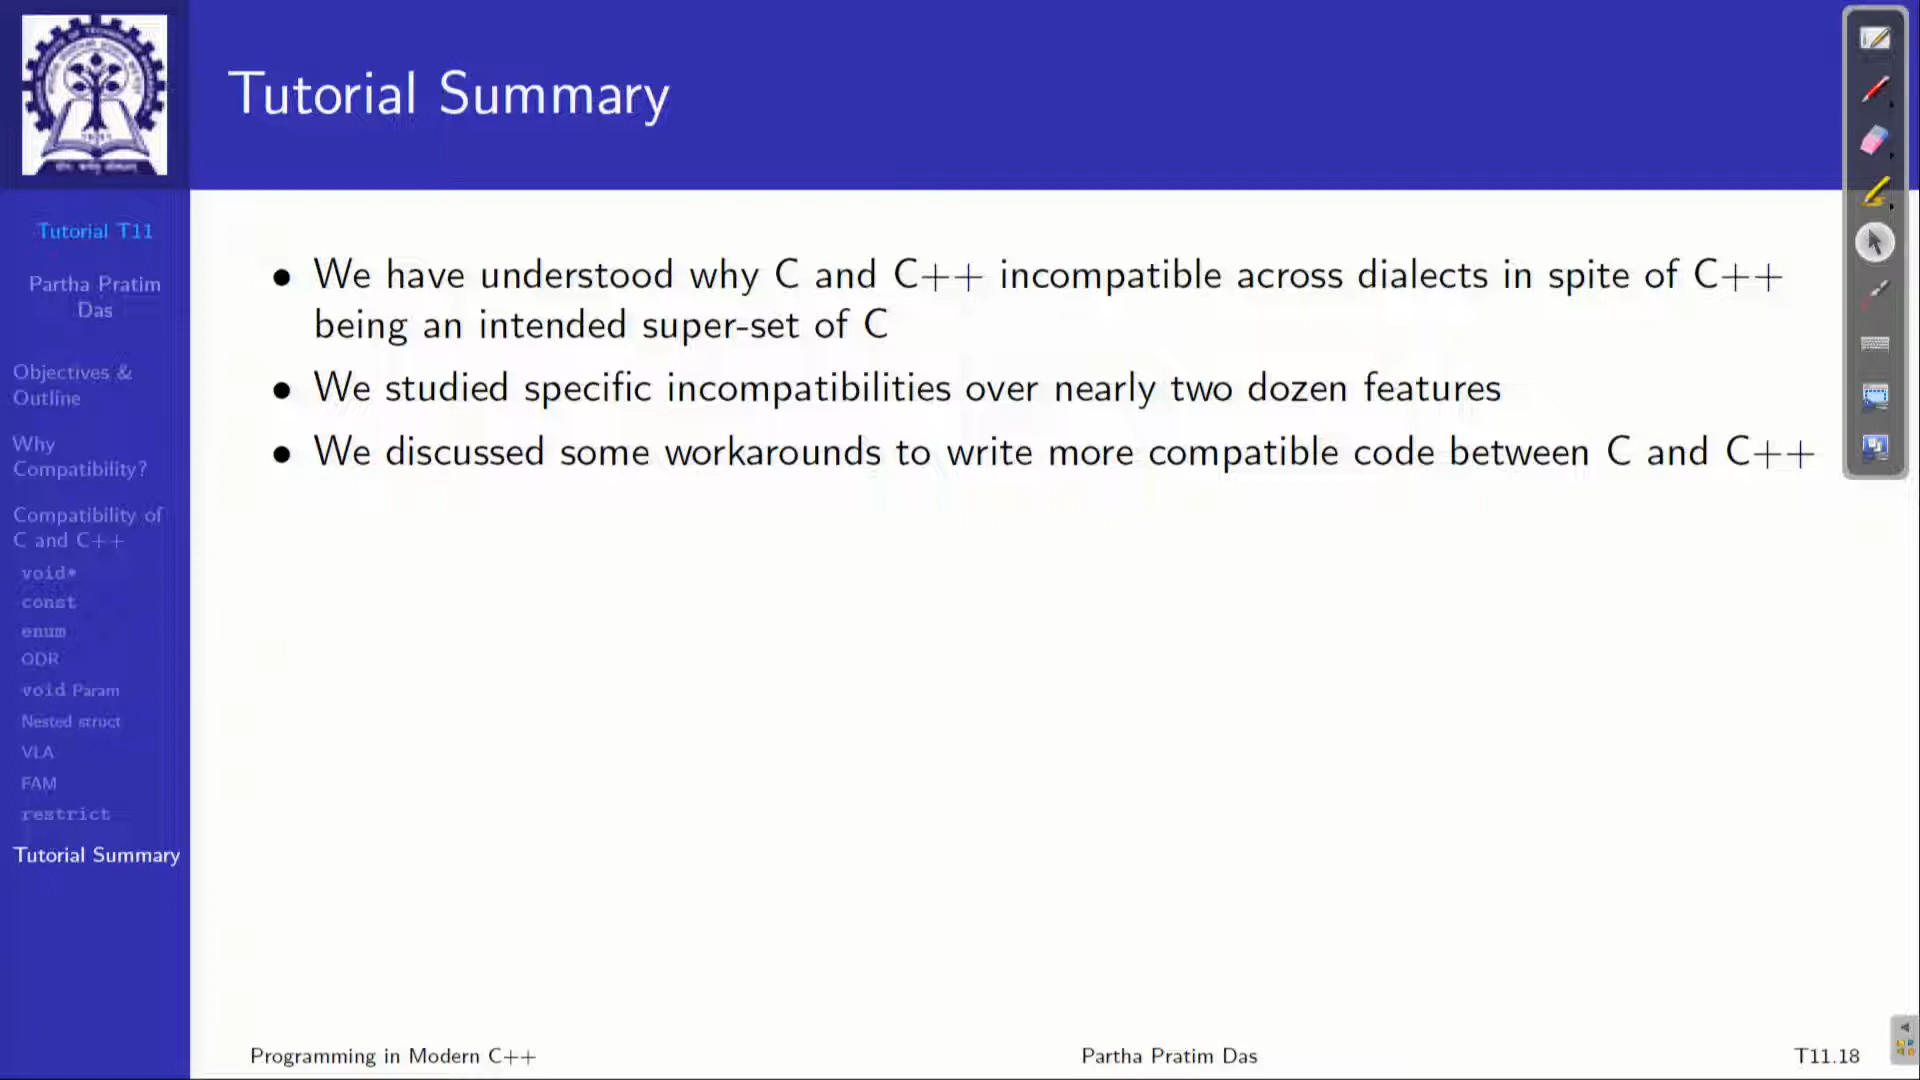 Tutorial Summary
Tutorial T11
Partha Pratim
Das
Objectives &
Outline
Why
Compatibility?
Compatibility of
C and C++
void*
const
enum
ODR
void Param
Nested struct
VLA
FAM
restrict
Tutorial Summary
• We have understood why C and C++ incompatible across dialects in spite of C++
being an intended super-set of C
• We studied specific incompatibilities over nearly two dozen features
• We discussed some workarounds to write more compatible code between C and C++
Programming in Modern C++
Partha Pratim Das
T11.18